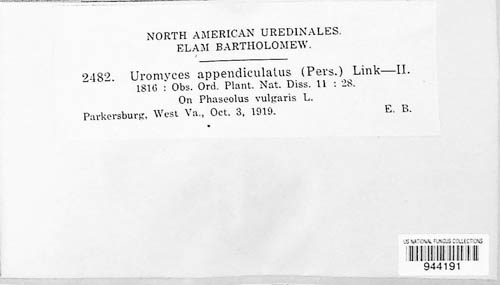 NORTH AMERICAN UREDINALES.
ELAM BARTHOLOMEW.
2482. Uromyces appendiculatus (Pers.) Link—II.
1816 : Obs. Ord. Plant. Nat. Diss. 11 : 28.
On Phaseolus vulgaris L.
Parkersburg, West Va., Oct. 3, 1919. E. B.
US NATIONAL FUNGUS COLLECTIONS
944191